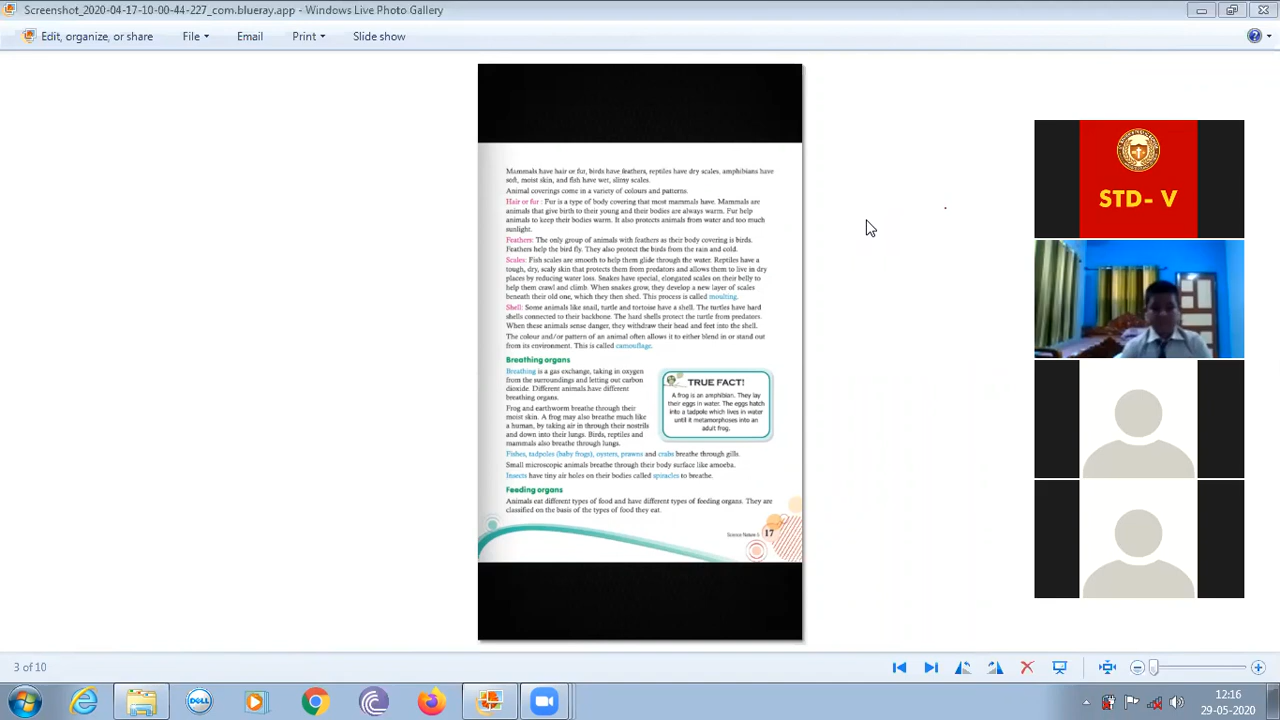 Screenshot_2020-04-17-10-00-44-227_com.blueray.app - Windows Live Photo Gallery
Edit, organize, or share File Email Print Slide show
Mammals have hair or fur, birds have feathers, reptiles have dry scales. amphibians have
soft, moist skin, and fish have wet, slimy scales.
Animal coverings come in a variety of colours and patterns.
Hair or fur : Fur is a type of body covering that most mammals have. Mammals are
animals that give birth to their young and their bodies are always warm. Fur help
animals to keep their bodies warm. It also protects animals from water and too much
sunlight.
Feathers: The only group of animals with feathers as their body covering is birds.
Feathers help the bird fly. They also protect the birds from the rain and cold.
Scales: Fish scales are smooth to help them glide through the water. Reptiles have a
tough, dry, scaly skin that protects them from predators and allows them to live in dry
places by reducing water loss. Snakes have special, elongated scales on their belly to
help them crawl and climb. When snakes grow, they develop a new layer of scales
beneath their old one, which they then shed. This process is called moulting.
Shell: Some animals like snail, turtle and tortoise have a shell. The turtles have hard
shells connected to their backbone. The hard shells protect the turtle from predators.
When these animals sense danger, they withdraw their head and feet into the shell.
The colour and/or pattern of an animal often allows it to either blend in or stand out
from its environment. This is called camouflage.
Breathing organs
Breathing is a gas exchange, taking in oxygen
from the surroundings and letting out carbon
dioxide. Different animals have different
breathing organs.
Frog and earthworm breathe through their
moist skin. A frog may also breathe much like
a human, by taking air in through their nostrils
and down into their lungs. Birds, reptiles and
mammals also breathe through lungs.
TRUE FACT!
A frog is an amphibian. They lay
their eggs in water. The eggs hatch
into a tadpole which lives in water
until it metamorphoses into an
adult frog.
Fishes, tadpoles (baby frogs), oysters, prawns and crabs breathe through gills.
Small microscopic animals breathe through their body surface like amoeba.
Insects have tiny air holes on their bodies called spiracles to breathe.
Feeding organs
Animals eat different types of food and have different types of feeding organs. They are
classified on the basis of the types of food they eat.
Science Nature 5 17
STD- V
3 of 10
DELL
12:16
29-05-2020